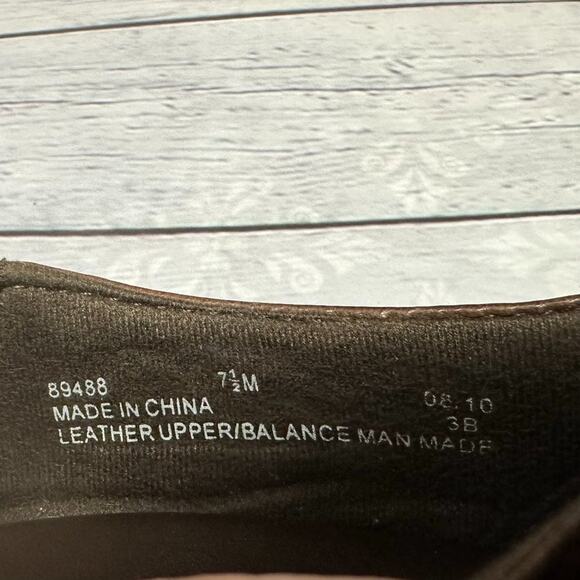 89488 7½M 08.10
MADE IN CHINA 3B
LEATHER UPPER/BALANCE MAN MADE